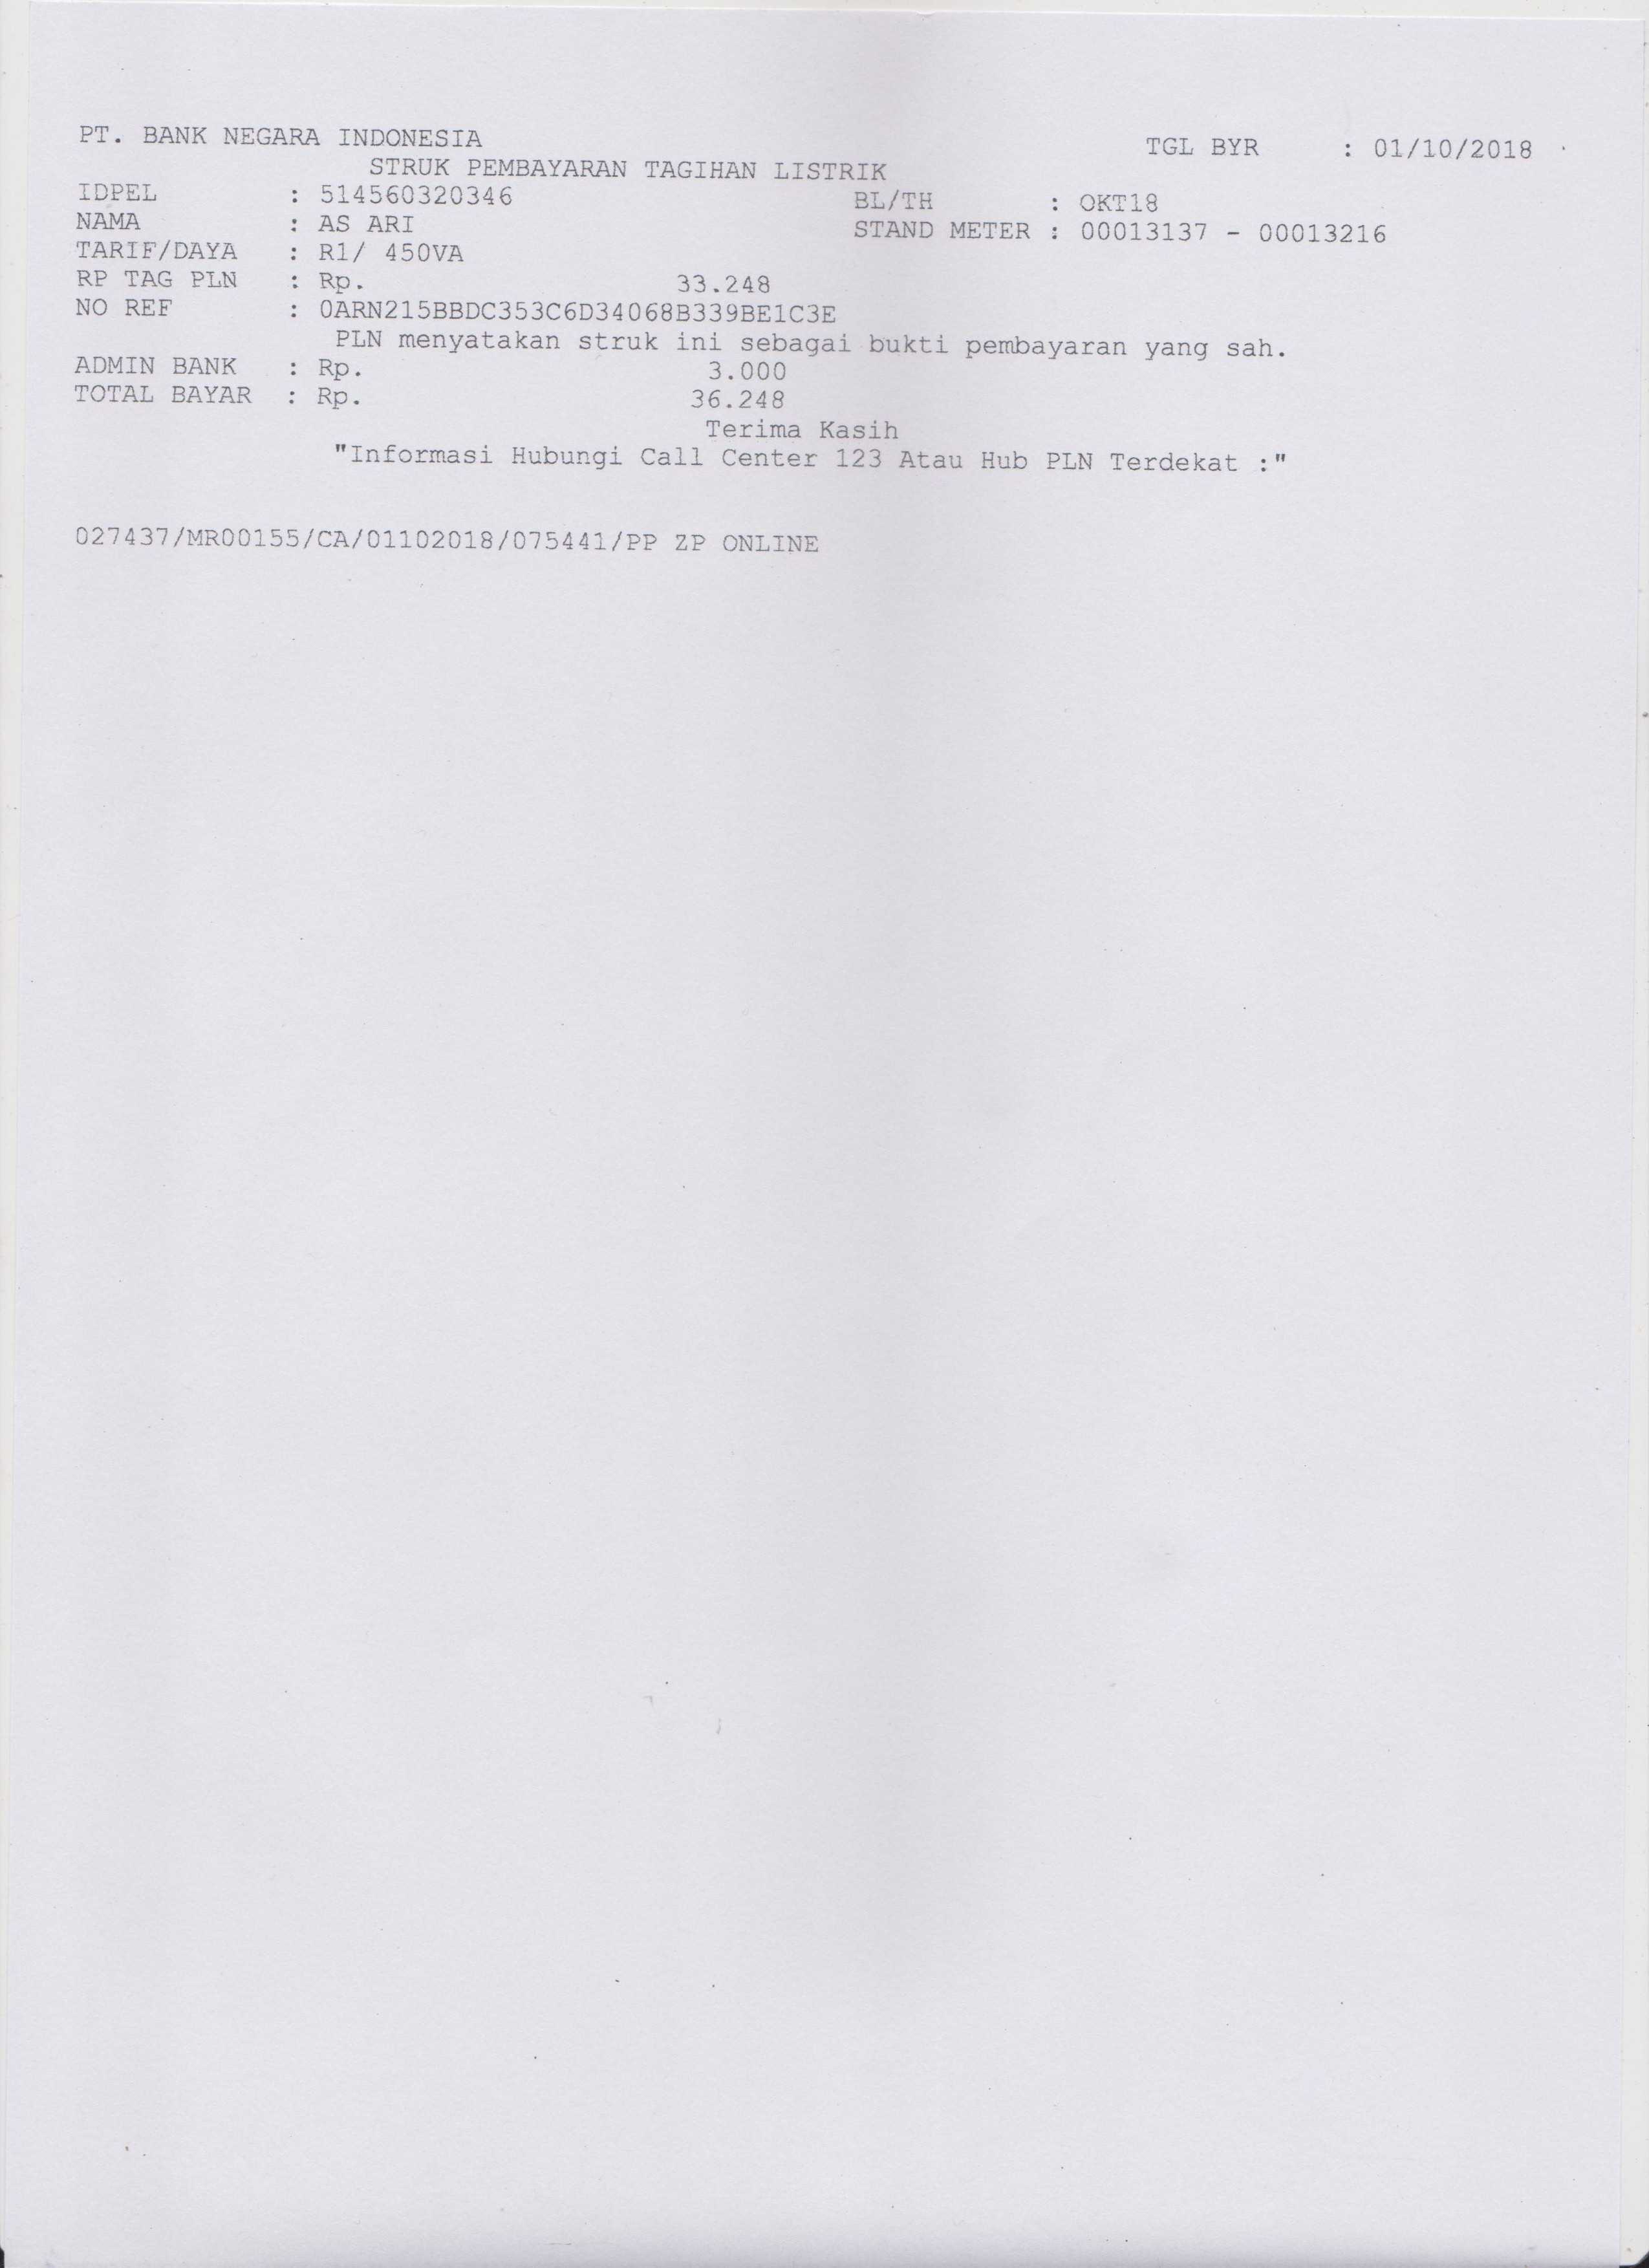 PT. BANK NEGARA INDONESIA TGL BYR : 01/10/2018
STRUK PEMBAYARAN TAGIHAN LISTRIK
IDPEL : 514560320346 BL/TH : OKT18
NAMA : AS ARI STAND METER : 00013137 - 00013216
TARIF/DAYA : R1/ 450VA
RP TAG PLN : Rp. 33.248
NO REF : 0ARN215BBDC353C6D34068B339BE1C3E
PLN menyatakan struk ini sebagai bukti pembayaran yang sah.
ADMIN BANK : Rp. 3.000
TOTAL BAYAR : Rp. 36.248
Terima Kasih
"Informasi Hubungi Call Center 123 Atau Hub PLN Terdekat :"
027437/MR00155/CA/01102018/075441/PP ZP ONLINE